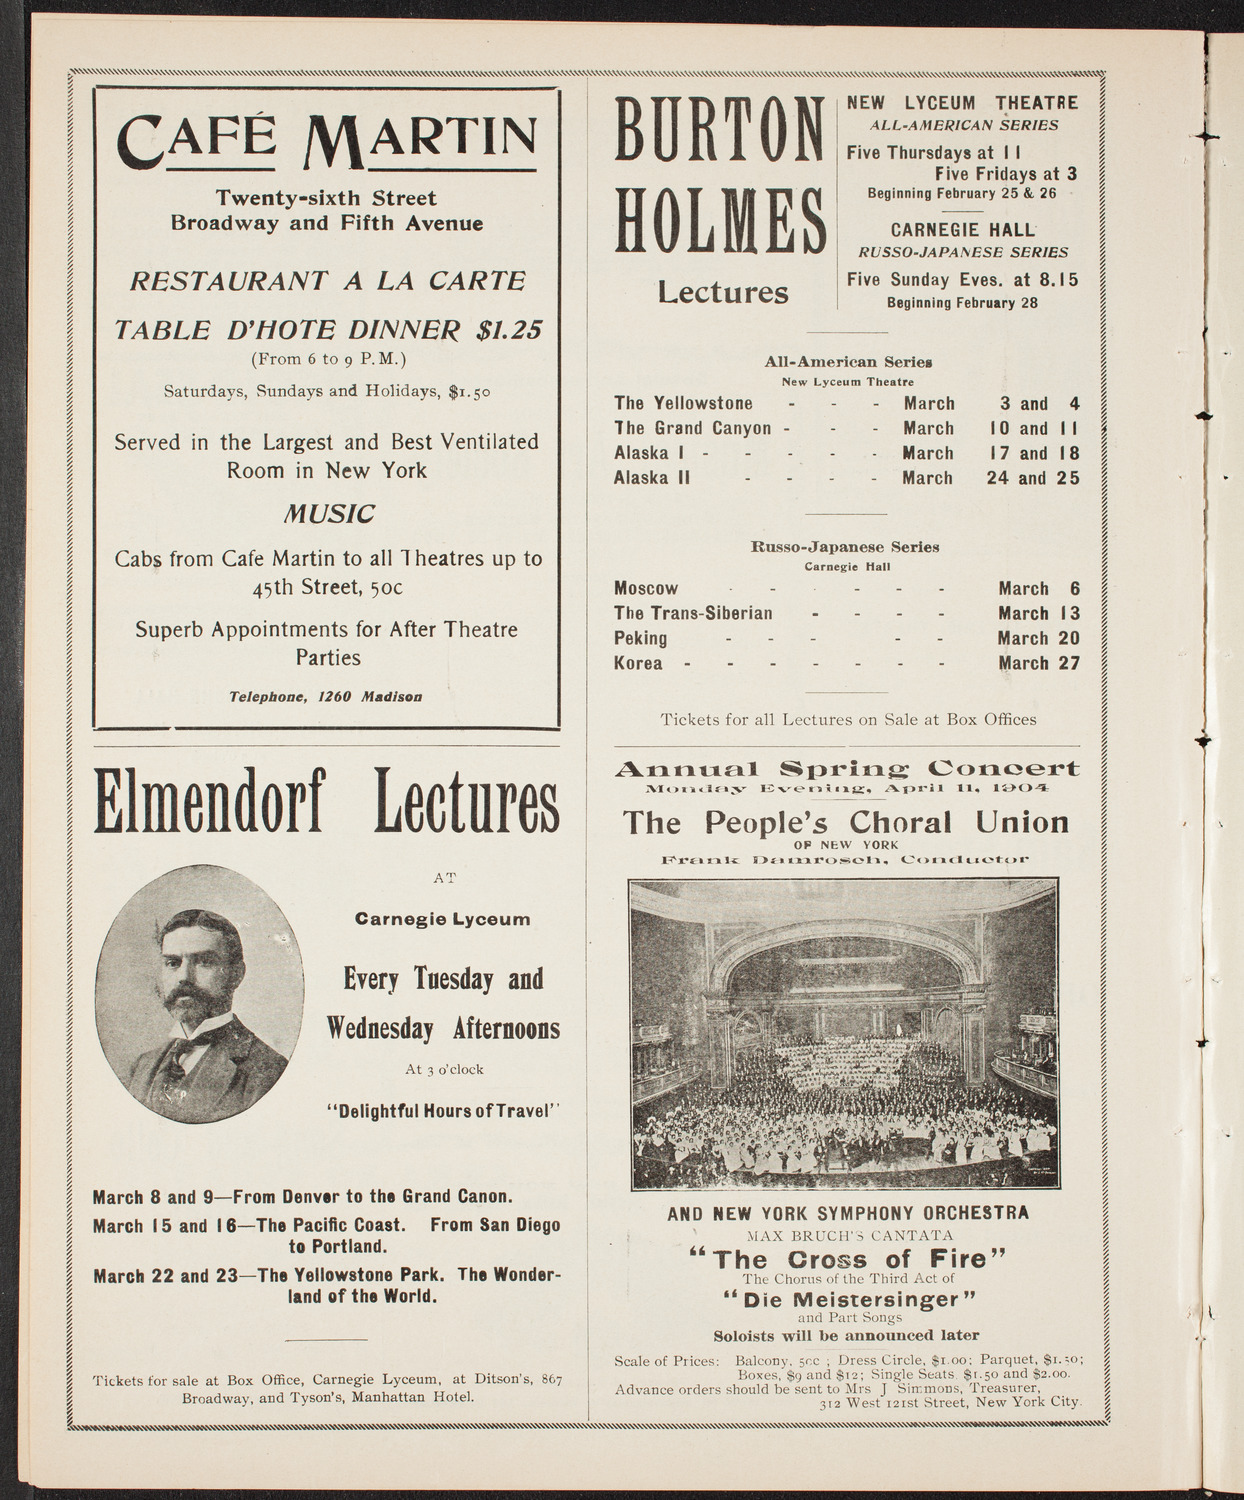 CAFÉ MARTIN
Twenty-sixth Street
Broadway and Fifth Avenue
RESTAURANT A LA CARTE
TABLE D'HOTE DINNER $1.25
(From 6 to 9 P.M.)
Saturdays, Sundays and Holidays, $1.50
Served in the Largest and Best Ventilated
Room in New York
MUSIC
Cabs from Cafe Martin to all Theatres up to
45th Street, 50c
Superb Appointments for After Theatre
Parties
Telephone, 1260 Madison
Elmendorf Lectures
AT
Carnegie Lyceum
Every Tuesday and
Wednesday Afternoons
At 3 o'clock
"Delightful Hours of Travel"
March 8 and 9—From Denver to the Grand Canon.
March 15 and 16—The Pacific Coast. From San Diego
to Portland.
March 22 and 23—The Yellowstone Park. The Wonder-
land of the World.
Tickets for sale at Box Office, Carnegie Lyceum, at Ditson's, 867
Broadway, and Tyson's, Manhattan Hotel.
BURTON
HOLMES
Lectures
NEW LYCEUM THEATRE
ALL-AMERICAN SERIES
Five Thursdays at 11
Five Fridays at 3
Beginning February 25 & 26
CARNEGIE HALL
RUSSO-JAPANESE SERIES
Five Sunday Eves. at 8.15
Beginning February 28
All-American Series
New Lyceum Theatre
The Yellowstone - - - March 3 and 4
The Grand Canyon - - - March 10 and 11
Alaska I - - - - - March 17 and 18
Alaska II - - - - March 24 and 25
Russo-Japanese Series
Carnegie Hall
Moscow - - - - - March 6
The Trans-Siberian - - - - March 13
Peking - - - - - March 20
Korea - - - - - - - March 27
Tickets for all Lectures on Sale at Box Offices
Annual Spring Concert
Monday Evening, April 11, 1904
The People's Choral Union
OF NEW YORK
Frank Damrosch, Conductor
AND NEW YORK SYMPHONY ORCHESTRA
MAX BRUCH'S CANTATA
"The Cross of Fire"
The Chorus of the Third Act of
"Die Meistersinger"
and Part Songs
Soloists will be announced later
Scale of Prices: Balcony, 50c ; Dress Circle, $1.00; Parquet, $1.50;
Boxes, $9 and $12; Single Seats $1.50 and $2.00.
Advance orders should be sent to Mrs J Simmons, Treasurer,
312 West 121st Street, New York City.